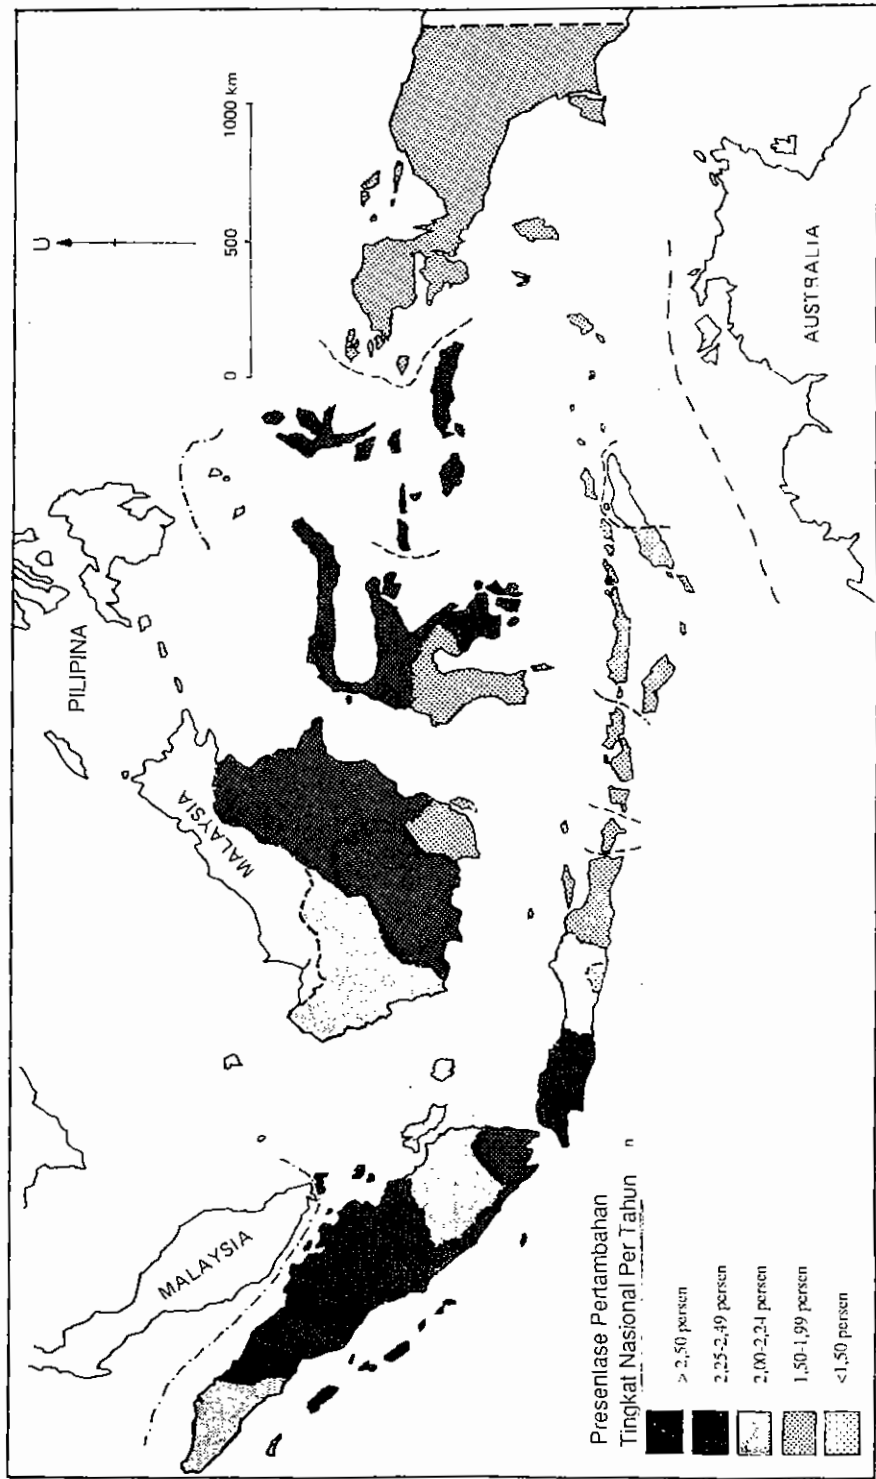 U
0 500 1000 km
PILIPINA
MALAYSIA
MALAYSIA
AUSTRALIA
Presenlase Pertambahan
Tingkat Nasional Per Tahun
n
> 2,50 persen
2,25-2,49 persen
2,00-2,24 persen
1,50-1,99 persen
<1,50 persen